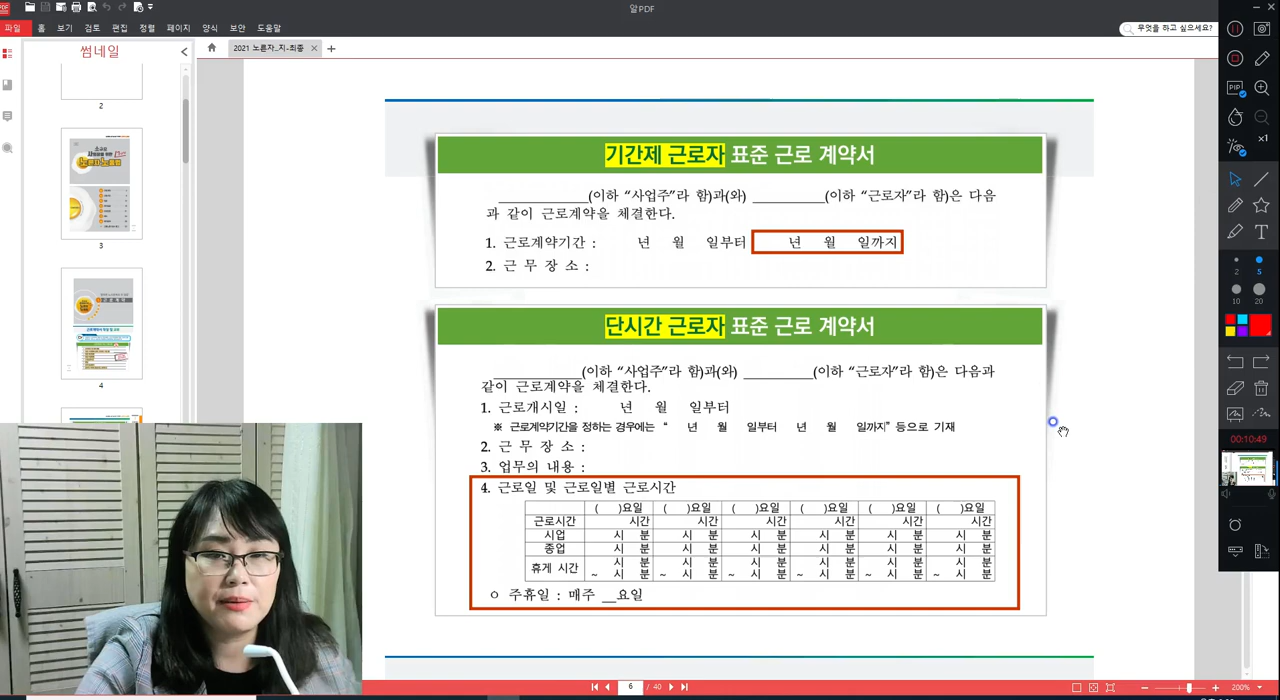 알PDF
파일 홈 보기 검토 편집 정렬 페이지 양식 보안 도움말
무엇을 하고 싶으세요?
썸네일
2021 노른자_지-최종
2
3
4
기간제 근로자 표준 근로 계약서
__________(이하 “사업주”라 함)과(와) ________(이하 “근로자”라 함)은 다음
과 같이 근로계약을 체결한다.
1. 근로계약기간 : 년 월 일부터 년 월 일까지
2. 근 무 장 소 :
단시간 근로자 표준 근로 계약서
__________(이하 “사업주”라 함)과(와) ________(이하 “근로자”라 함)은 다음과
같이 근로계약을 체결한다.
1. 근로개시일 : 년 월 일부터
※ 근로계약기간을 정하는 경우에는 “ 년 월 일부터 년 월 일까지” 등으로 기재
2. 근 무 장 소 :
3. 업무의 내용 :
4. 근로일 및 근로일별 근로시간
( )요일 ( )요일 ( )요일 ( )요일 ( )요일 ( )요일
근로시간 시간 시간 시간 시간 시간 시간
시업 시 분 시 분 시 분 시 분 시 분 시 분
종업 시 분 시 분 시 분 시 분 시 분 시 분
휴게 시간 시 분 시 분 시 분 시 분 시 분 시 분
~ 시 분 ~ 시 분 ~ 시 분 ~ 시 분 ~ 시 분 ~ 시 분
ㅇ 주휴일 : 매주 __요일
6 / 40
200%
PIP
x1
T
2 5
10 20
00:10:49